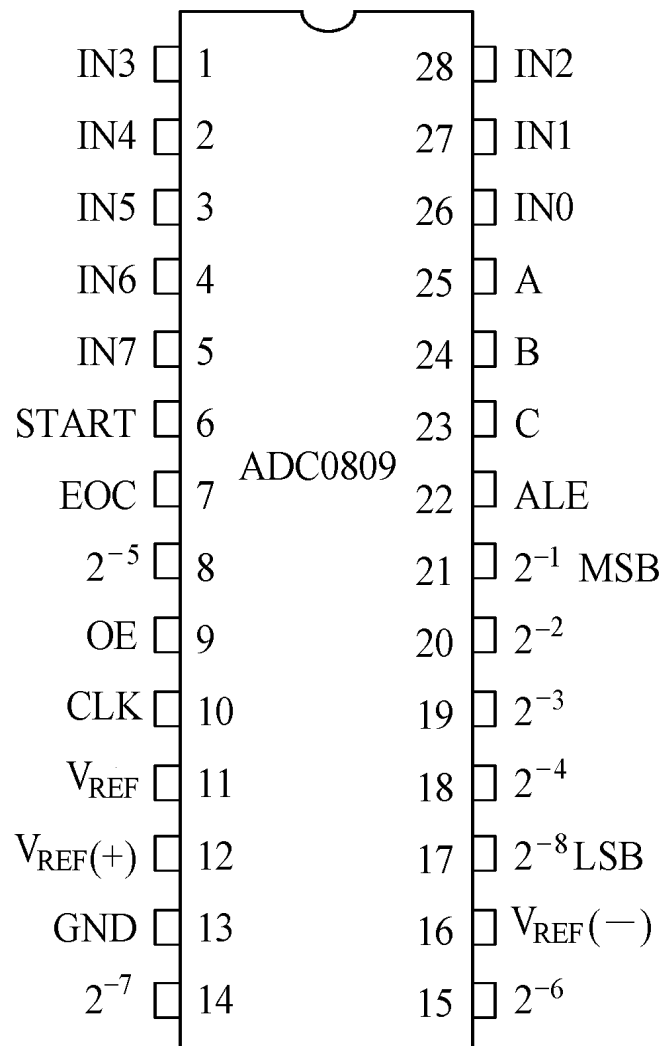 IN3 1 28 IN2
IN4 2 27 IN1
IN5 3 26 IN0
IN6 4 25 A
IN7 5 24 B
START 6 23 C
ADC0809
EOC 7 22 ALE
2⁻⁵ 8 21 2⁻¹ MSB
OE 9 20 2⁻²
CLK 10 19 2⁻³
VREF 11 18 2⁻⁴
VREF(+) 12 17 2⁻⁸LSB
GND 13 16 VREF(—)
2⁻⁷ 14 15 2⁻⁶